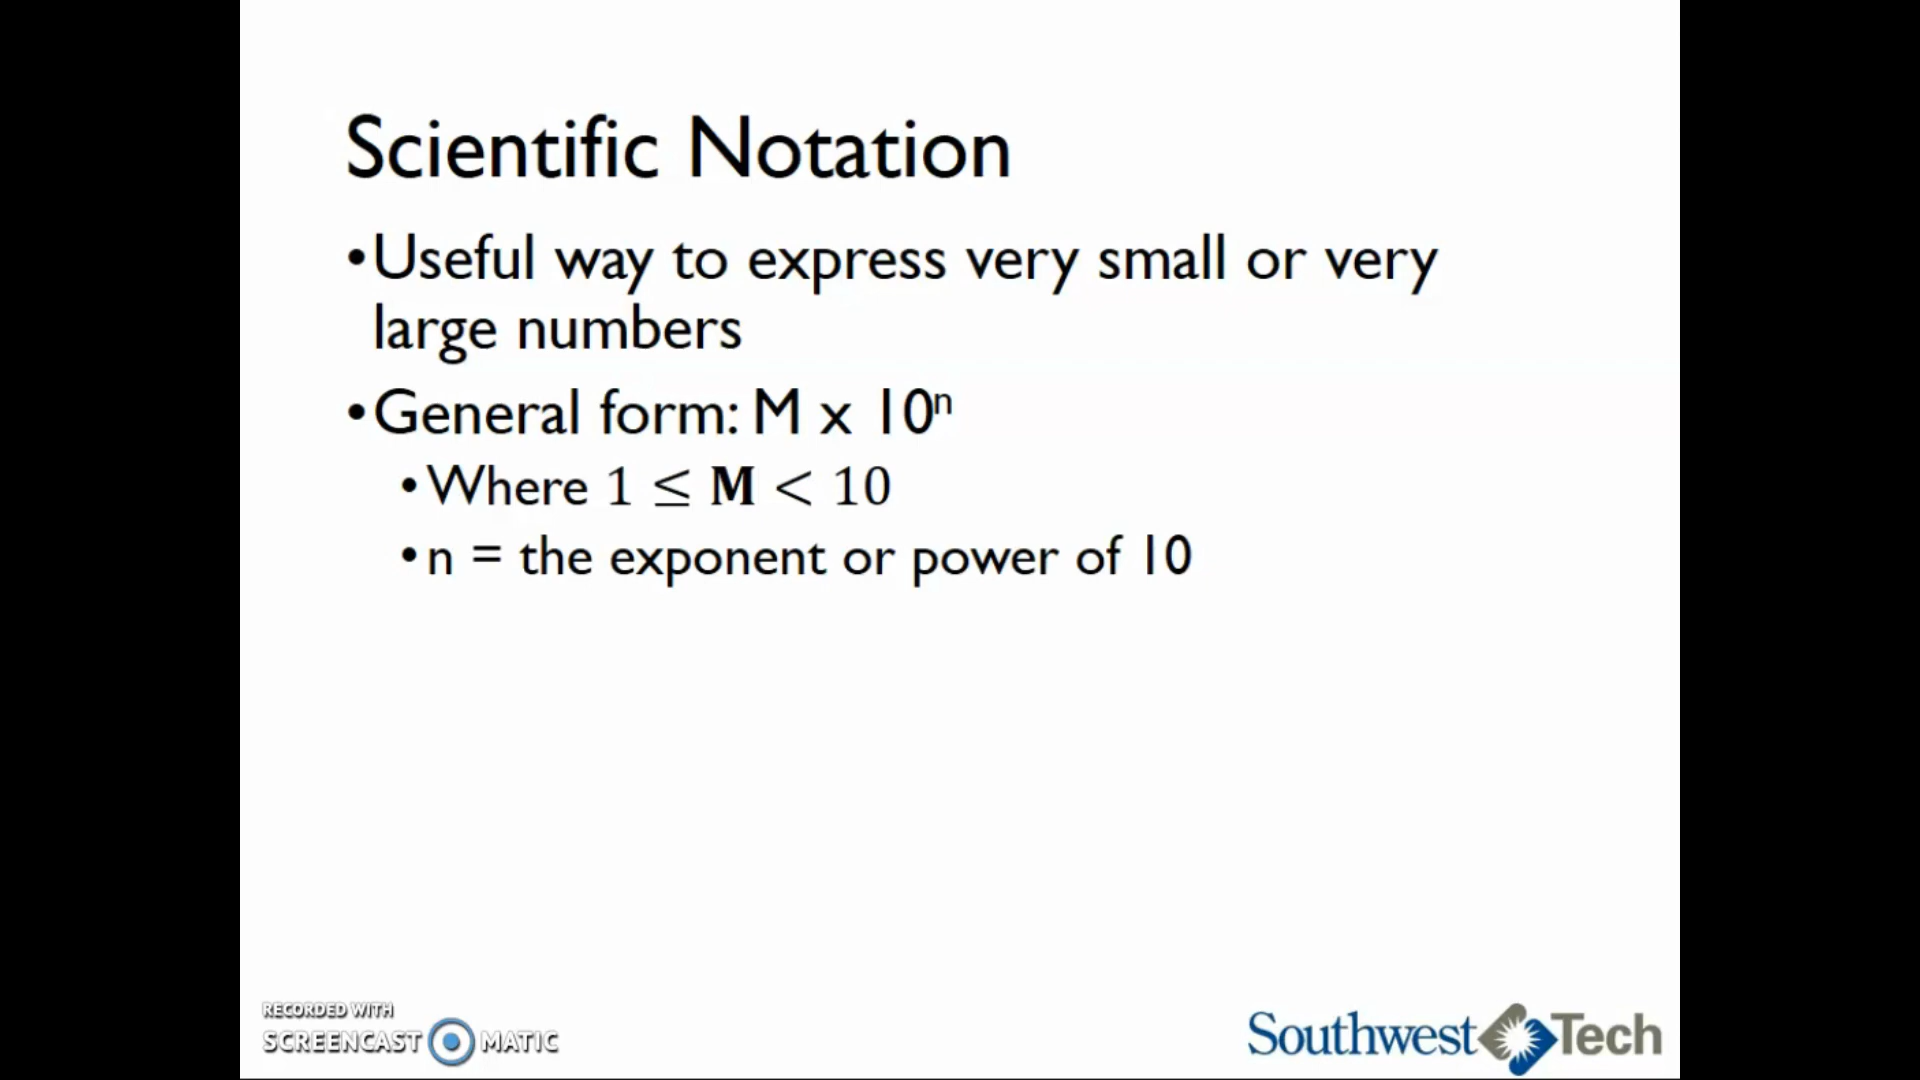 Scientific Notation
•Useful way to express very small or very
large numbers
•General form: M x 10ⁿ
•Where 1 ≤ M < 10
•n = the exponent or power of 10
RECORDED WITH
SCREENCAST MATIC
Southwest Tech